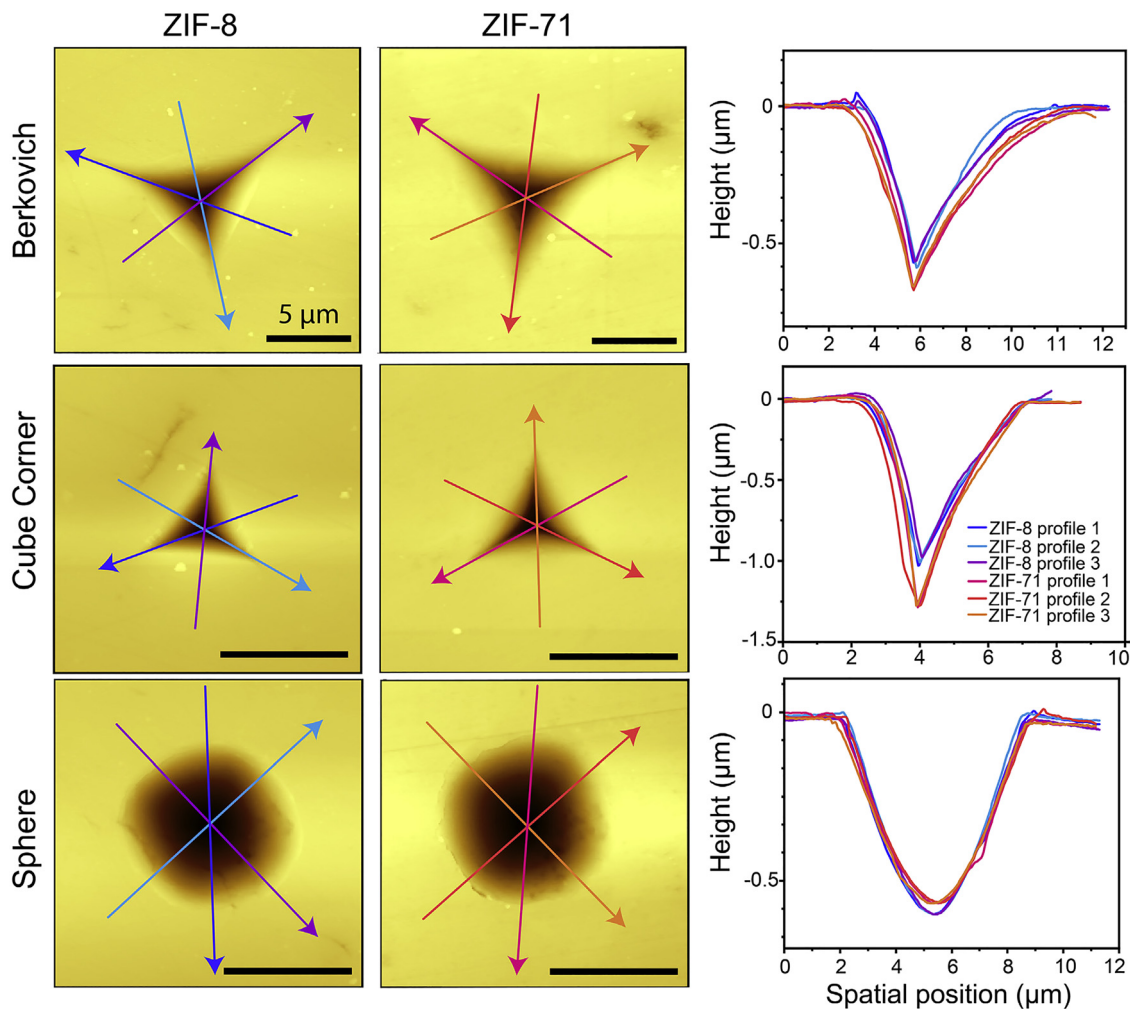 ZIF-8
ZIF-71
Berkovich
5 µm
Height (µm)
0
-0.5
0 2 4 6 8 10 11 12
Cube Corner
Height (µm)
0
-0.5
-1.0
-1.5
ZIF-8 profile 1
ZIF-8 profile 2
ZIF-8 profile 3
ZIF-71 profile 1
ZIF-71 profile 2
ZIF-71 profile 3
0 2 4 6 8 10
Sphere
Height (µm)
0
-0.5
0 2 4 6 8 10 12
Spatial position (µm)